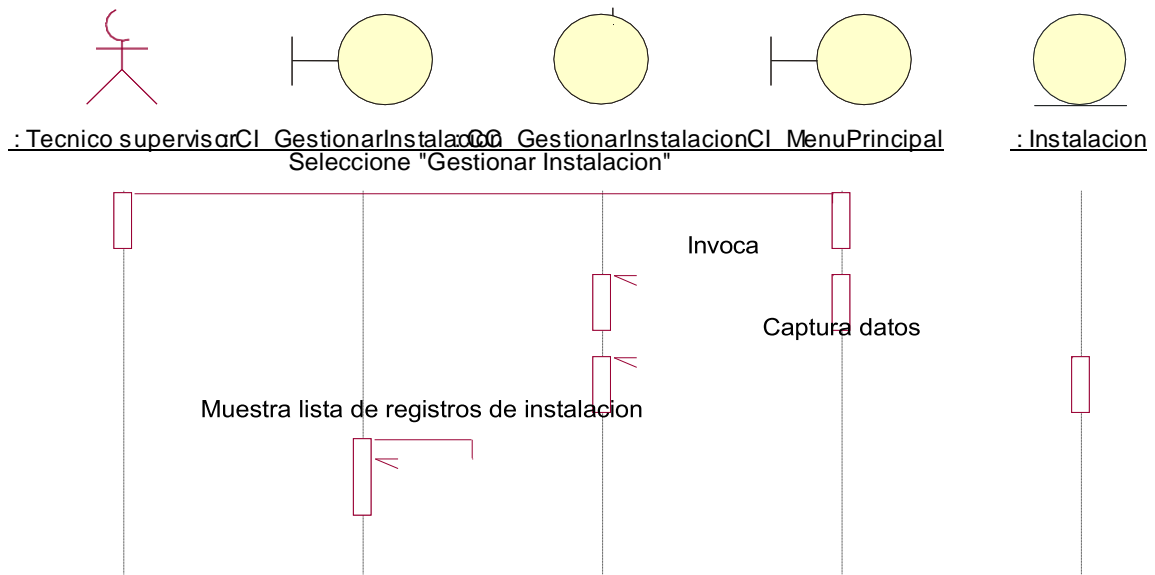 : Tecnico supervisor
: CI_GestionarInstalacion
: CC_GestionarInstalacion
: CI_MenuPrincipal
: Instalacion
Seleccione "Gestionar Instalacion"
Invoca
Captura datos
Muestra lista de registros de instalacion